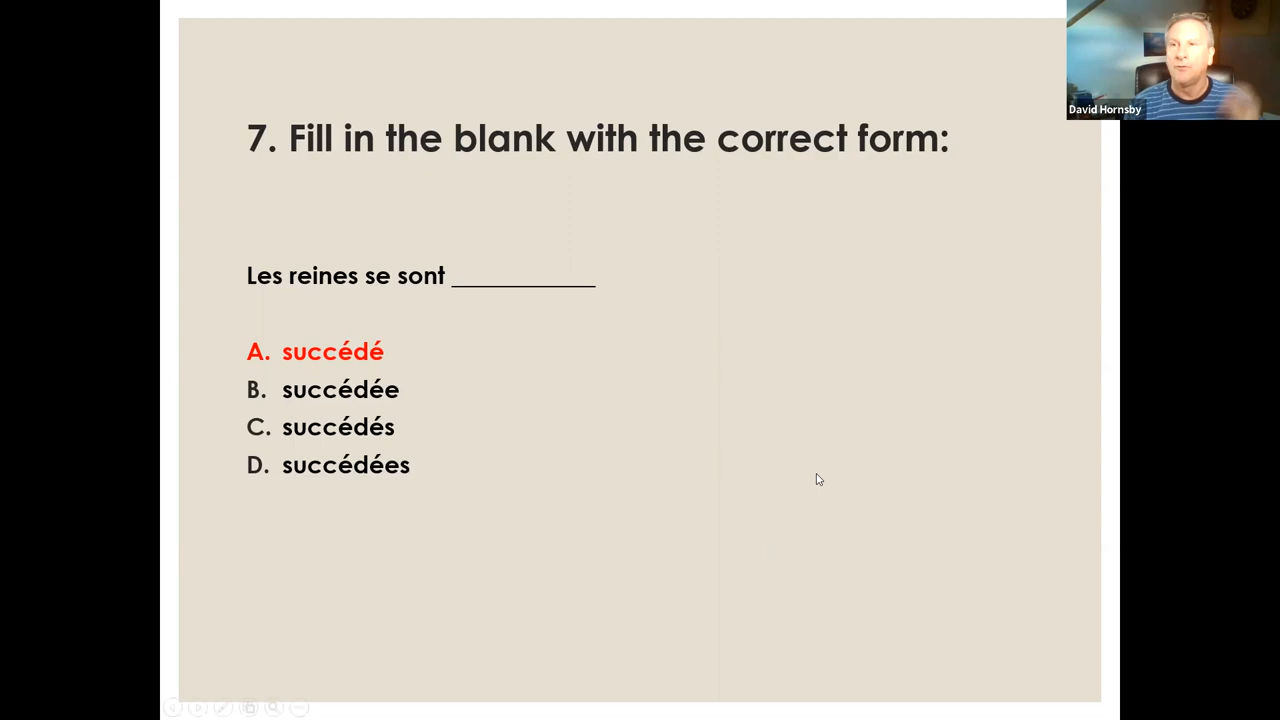 David Hornsby
7. Fill in the blank with the correct form:
Les reines se sont ____________
A. succédé
B. succédée
C. succédés
D. succédées